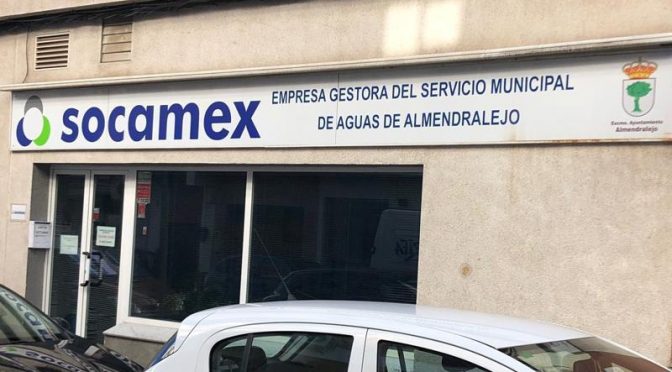 socamex
EMPRESA GESTORA DEL SERVICIO MUNICIPAL
DE AGUAS DE ALMENDRALEJO
Excmo. Ayuntamiento
Almendralejo